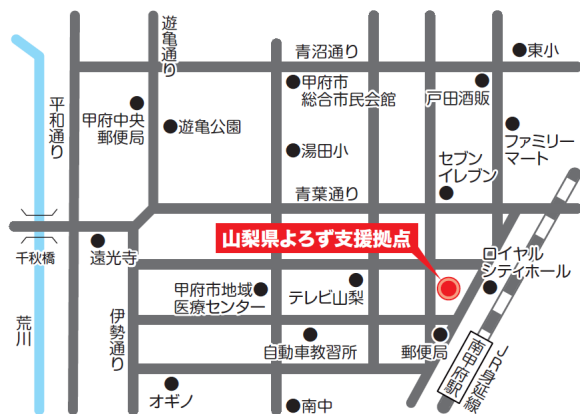 遊亀通り
青沼通り
東小
平和通り
甲府中央
郵便局
遊亀公園
甲府市
総合市民会館
戸田酒販
湯田小
ファミリー
マート
セブン
イレブン
青葉通り
千秋橋
遠光寺
山梨県よろず支援拠点
ロイヤル
シティホール
荒川
伊勢通り
甲府市地域
医療センター
テレビ山梨
自動車教習所
郵便局
南甲府駅
JR身延線
オギノ
南中